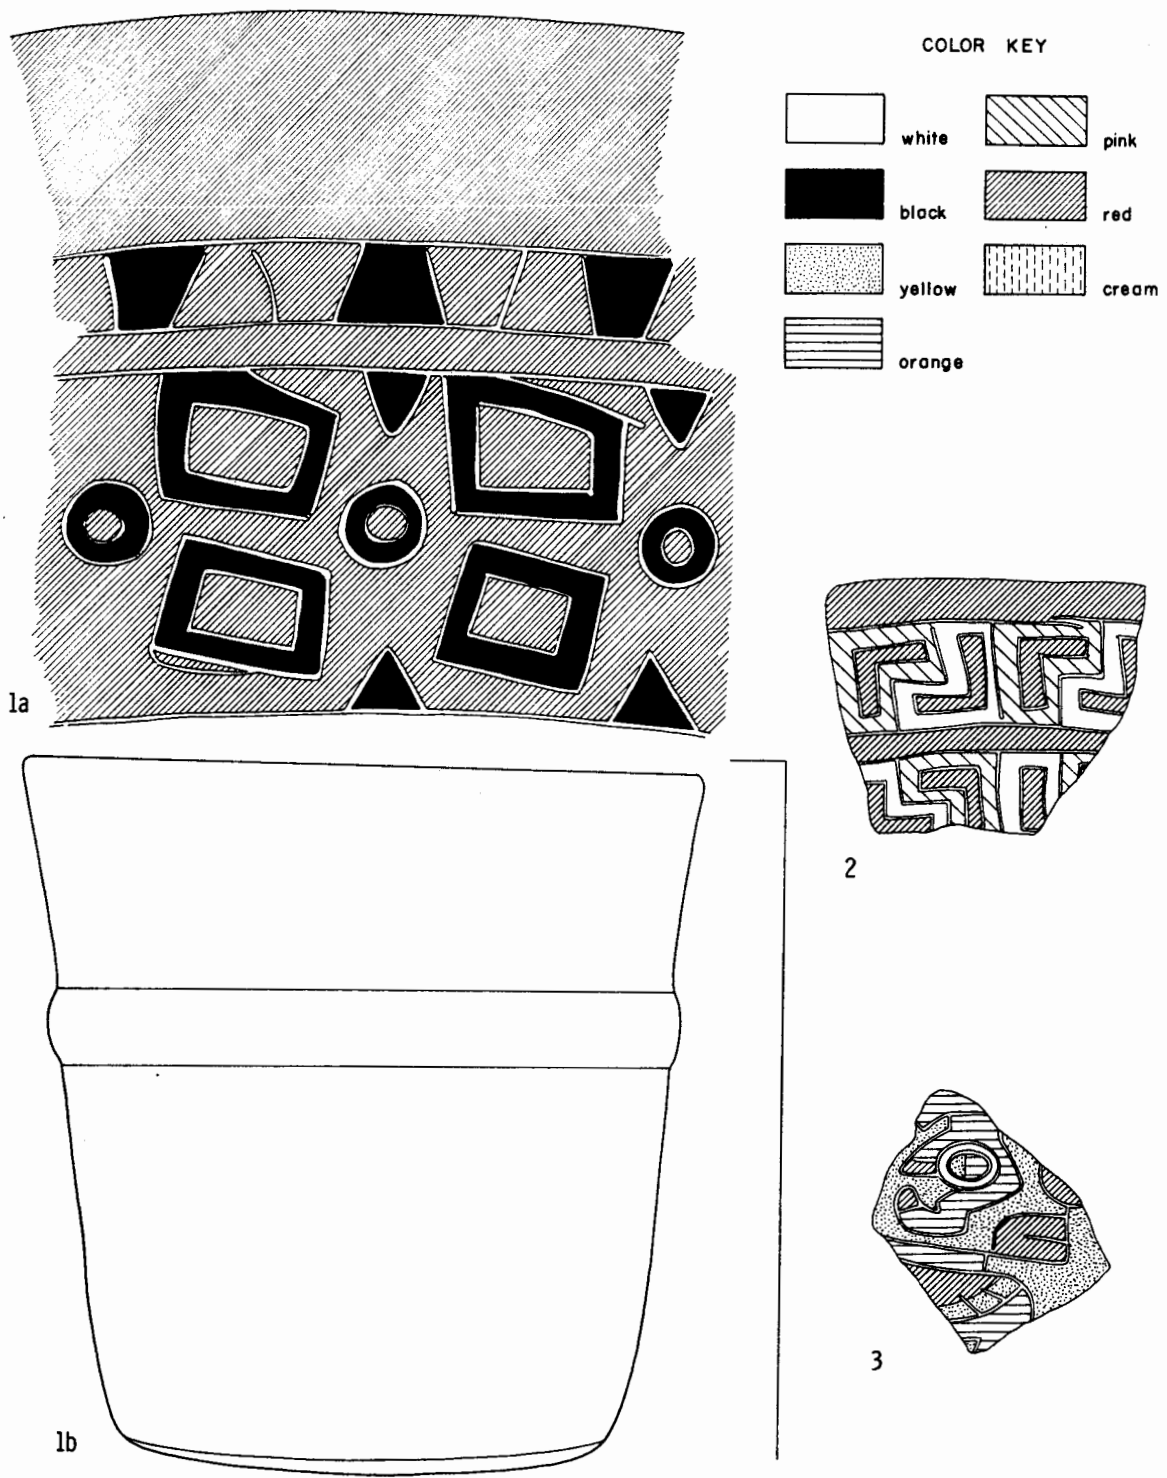 COLOR KEY
white
pink
black
red
yellow
cream
orange
1a
2
3
1b